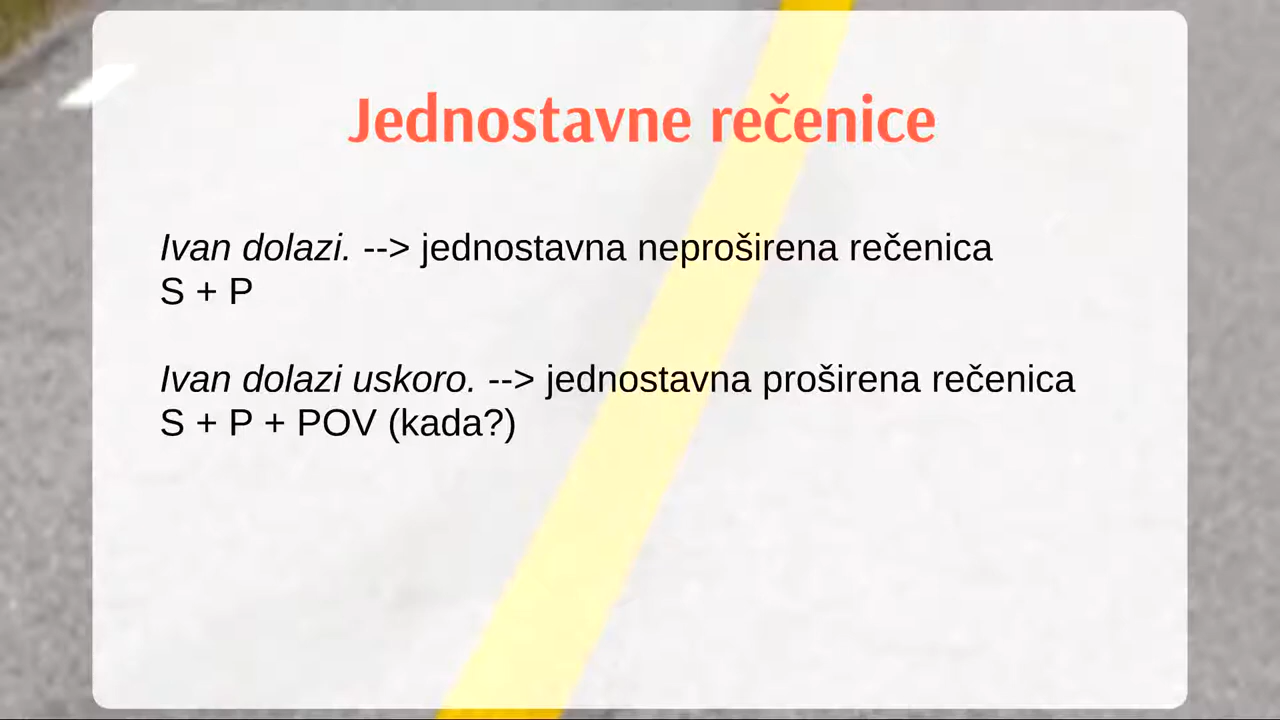 Jednostavne rečenice
Ivan dolazi. --> jednostavna neproširena rečenica
S + P
Ivan dolazi uskoro. --> jednostavna proširena rečenica
S + P + POV (kada?)